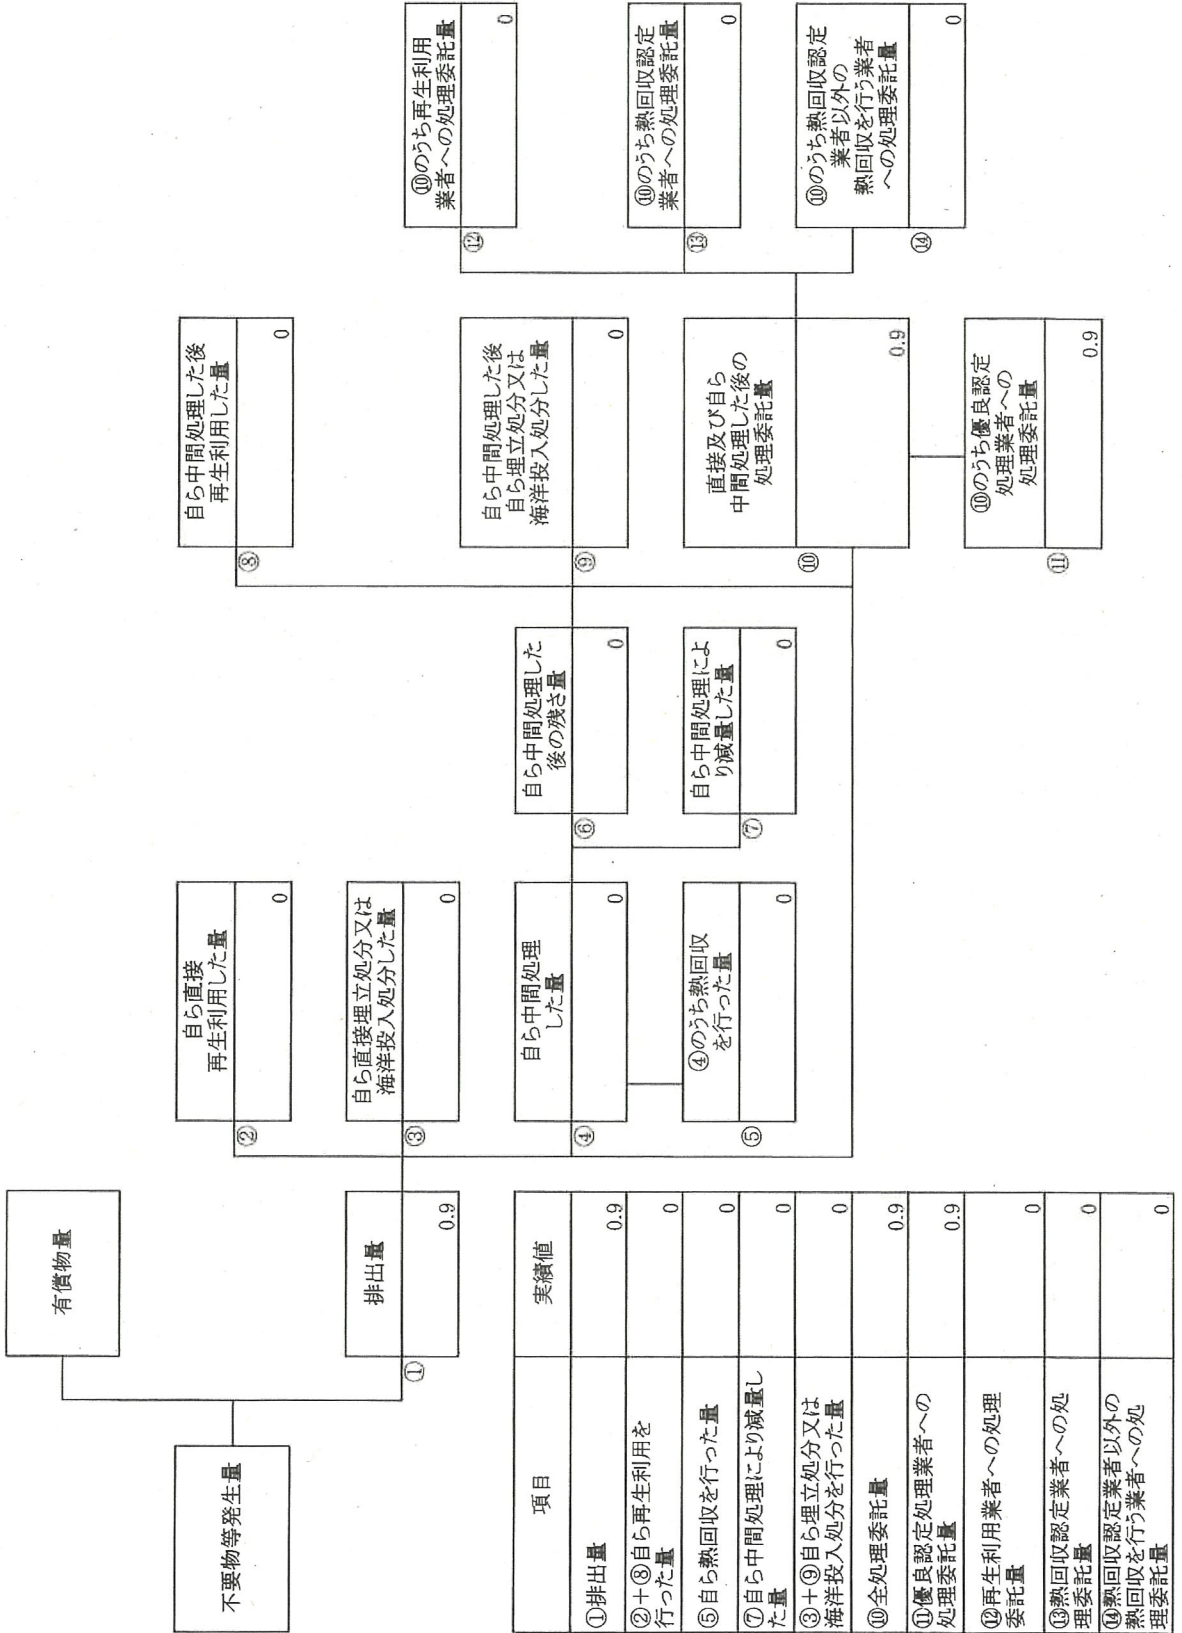 有償物量
不要物等発生量
排出量
①
0.9
自ら直接
再生利用した量
②
0
自ら直接埋立処分又は
海洋投入処分した量
③
0
自ら中間処理
した量
④
0
④のうち熱回収
を行った量
⑤
0
自ら中間処理した
後の残さ量
⑥
0
自ら中間処理によ
り減量した量
⑦
0
自ら中間処理した後
再生利用した量
⑧
0
自ら中間処理した後
自ら埋立処分又は
海洋投入処分した量
⑨
0
直接及び自ら
中間処理した後の
処理委託量
⑩
0.9
⑩のうち優良認定
処理業者への
処理委託量
⑪
0.9
⑩のうち再生利用
業者への処理委託量
⑫
0
⑩のうち熱回収認定
業者への処理委託量
⑬
0
⑩のうち熱回収認定
業者以外の
熱回収を行う業者
への処理委託量
⑭
0
項目 実績値
①排出量 0.9
②+⑧自ら再生利用を
行った量 0
⑤自ら熱回収を行った量 0
⑦自ら中間処理により減量し
た量 0
③+⑨自ら埋立処分又は
海洋投入処分を行った量 0
⑩全処理委託量 0.9
⑪優良認定処理業者への
処理委託量 0.9
⑫再生利用業者への処理
委託量 0
⑬熱回収認定業者への処
理委託量 0
⑭熱回収認定業者以外の
熱回収を行う業者への処
理委託量 0